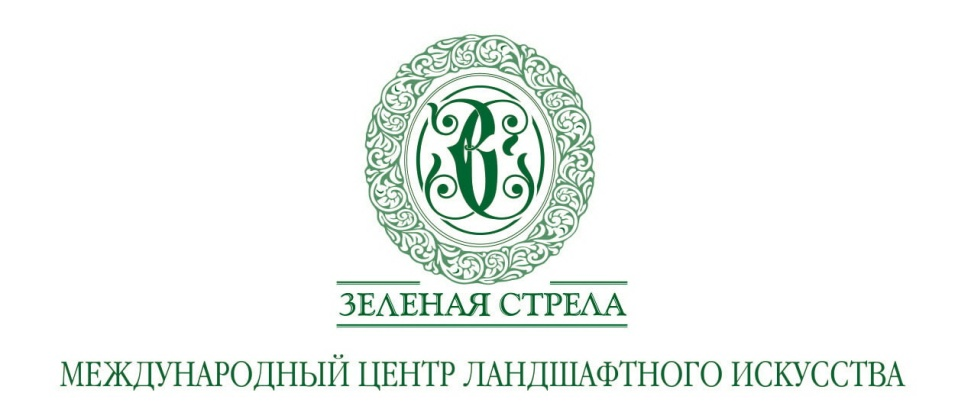 ЗЕЛЕНАЯ СТРЕЛА
МЕЖДУНАРОДНЫЙ ЦЕНТР ЛАНДШАФТНОГО ИСКУССТВА